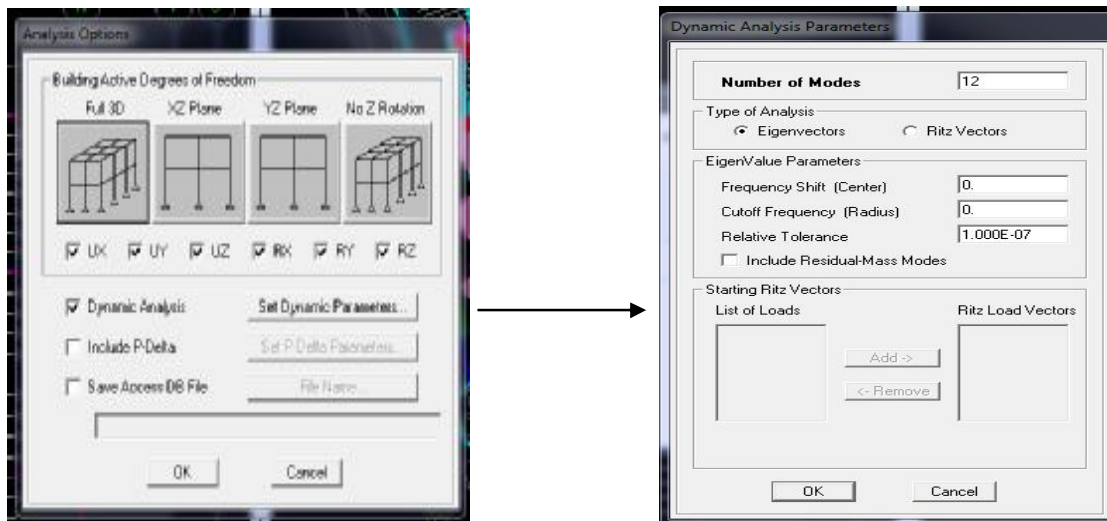 Analysis Options
Building Active Degrees of Freedom
Full 3D XZ Plane YZ Plane No Z Rotation
UX UY UZ RX RY RZ
Dynamic Analysis Set Dynamic Parameters...
Include P-Delta Set P-Delta Parameters...
Save Access DB File File Name...
OK Cancel
Dynamic Analysis Parameters
Number of Modes 12
Type of Analysis
Eigenvectors Ritz Vectors
EigenValue Parameters
Frequency Shift (Center) 0.
Cutoff Frequency (Radius) 0.
Relative Tolerance 1.000E-07
Include Residual-Mass Modes
Starting Ritz Vectors
List of Loads Ritz Load Vectors
Add ->
<- Remove
OK Cancel